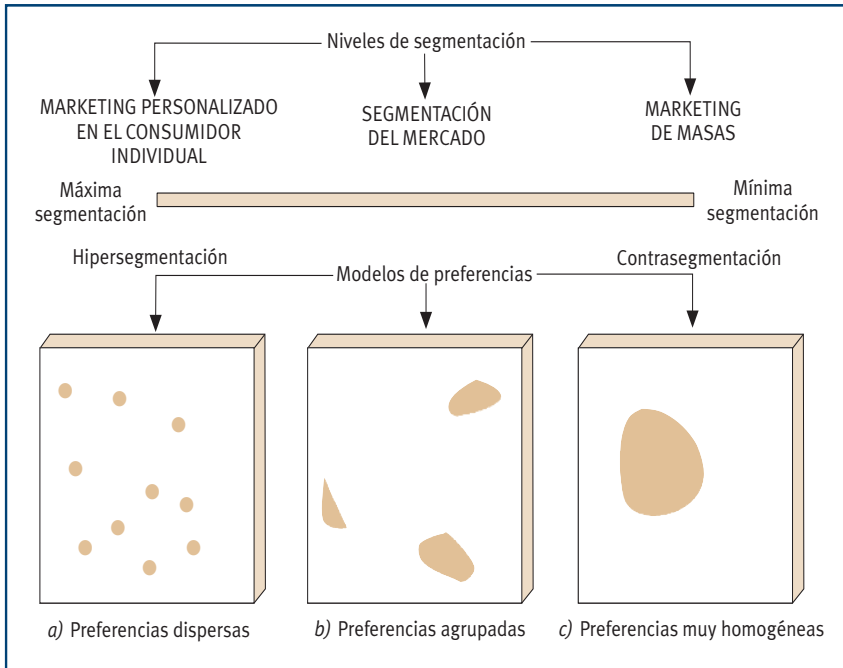 Niveles de segmentación
MARKETING PERSONALIZADO
EN EL CONSUMIDOR
INDIVIDUAL
SEGMENTACIÓN
DEL MERCADO
MARKETING
DE MASAS
Máxima
segmentación
Mínima
segmentación
Hipersegmentación
Modelos de preferencias
Contrasegmentación
a) Preferencias dispersas
b) Preferencias agrupadas
c) Preferencias muy homogéneas